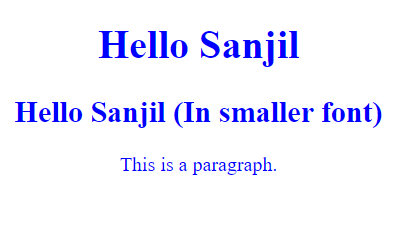 Hello Sanjil
Hello Sanjil (In smaller font)
This is a paragraph.